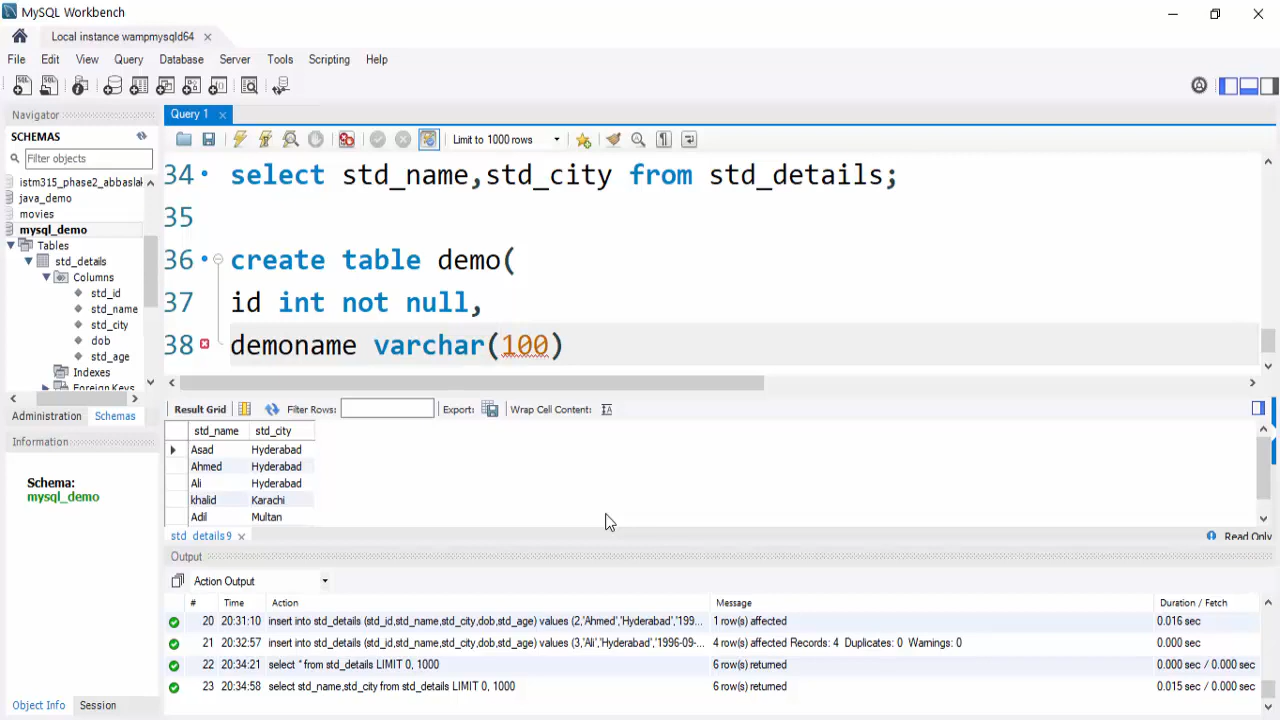 MySQL Workbench
Local instance wampmysqld64
File Edit View Query Database Server Tools Scripting Help
Navigator
SCHEMAS
Filter objects
istm315_phase2_abbaslak
java_demo
movies
mysql_demo
Tables
std_details
Columns
std_id
std_name
std_city
dob
std_age
Indexes
Foreign Keys
Administration Schemas
Information
Schema:
mysql_demo
Object Info Session
Query 1
Limit to 1000 rows
34 select std_name,std_city from std_details;
35
36 create table demo(
37 id int not null,
38 demoname varchar(100)
Result Grid Filter Rows: Export: Wrap Cell Content: IA
std_name std_city
Asad Hyderabad
Ahmed Hyderabad
Ali Hyderabad
khalid Karachi
Adil Multan
std_details9 Read Only
Output
Action Output
# Time Action Message Duration / Fetch
20 20:31:10 insert into std_details (std_id,std_name,std_city,dob,std_age) values (2,'Ahmed','Hyderabad','199... 1 row(s) affected 0.016 sec
21 20:32:57 insert into std_details (std_id,std_name,std_city,dob,std_age) values (3,'Ali','Hyderabad','1996-09-... 4 row(s) affected Records: 4 Duplicates: 0 Warnings: 0 0.000 sec
22 20:34:21 select * from std_details LIMIT 0, 1000 6 row(s) returned 0.000 sec / 0.000 sec
23 20:34:58 select std_name,std_city from std_details LIMIT 0, 1000 6 row(s) returned 0.015 sec / 0.000 sec